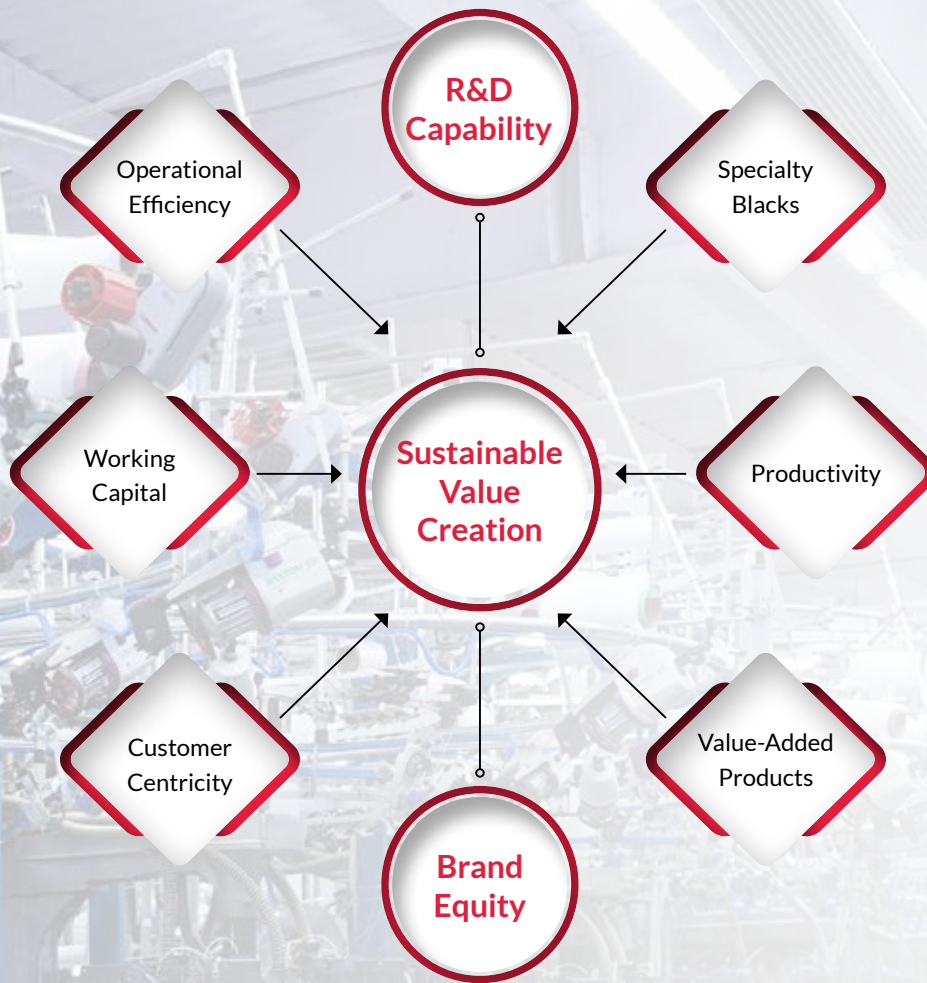 R&D
Capability
Operational
Efficiency
Specialty
Blacks
Working
Capital
Sustainable
Value
Creation
Productivity
Customer
Centricity
Value-Added
Products
Brand
Equity